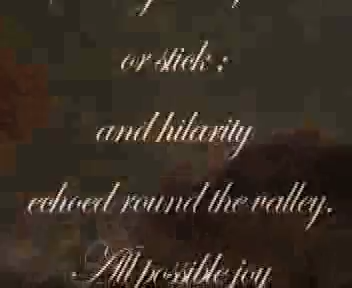 or stick :
and hilarity
echoed round the valley.
All possible joy